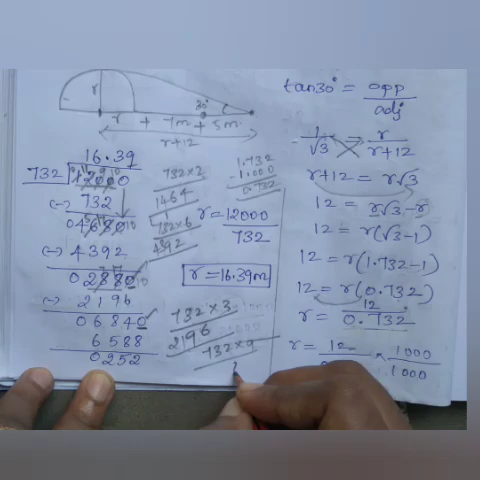 r
30°
r + 7m + 5m
r+12
16.39
732 12000
(-) 732
04680
(-) 4392
02880
(-) 2196
06840
6588
0252
732×2
1464
732×6
4392
1.732
- 1.000
0.732
r = 12000
732
r = 16.39m
732×3
2196
732×9
tan30° = opp
adj
1 = r
√3 r+12
r+12 = r√3
12 = r√3-r
12 = r(√3-1)
12 = r(1.732-1)
12 = r(0.732)
r = 12
0.732
r = 12 × 1000
1000